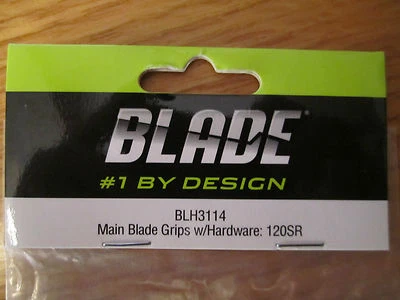 BLADE®
#1 BY DESIGN
BLH3114
Main Blade Grips w/Hardware: 120SR